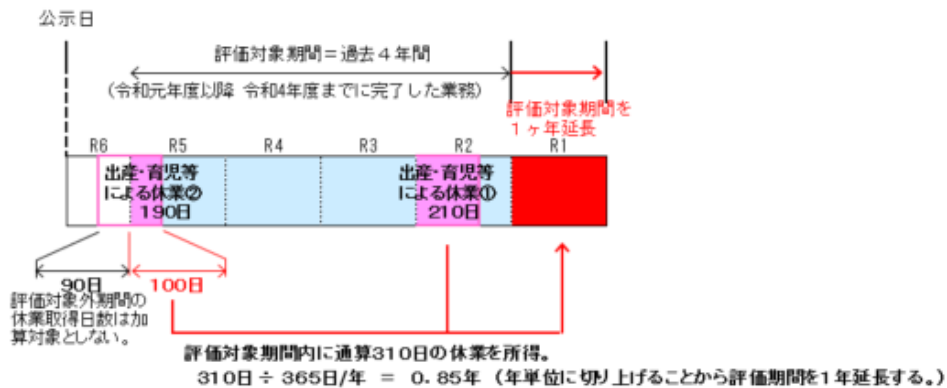 公示日
評価対象期間＝過去４年間
（令和元年度以降 令和4年度までに完了した業務）
評価対象期間を
１ヶ年延長
R6 R5 R4 R3 R2 R1
出産・育児等
による休業②
190日
出産・育児等
による休業①
210日
90日
100日
評価対象外期間の
休業取得日数は加
算対象としない。
評価対象期間内に通算310日の休業を所得。
310日 ÷ 365日/年 ＝ 0.85年 （年単位に切り上げることから評価期間を1年延長する。）